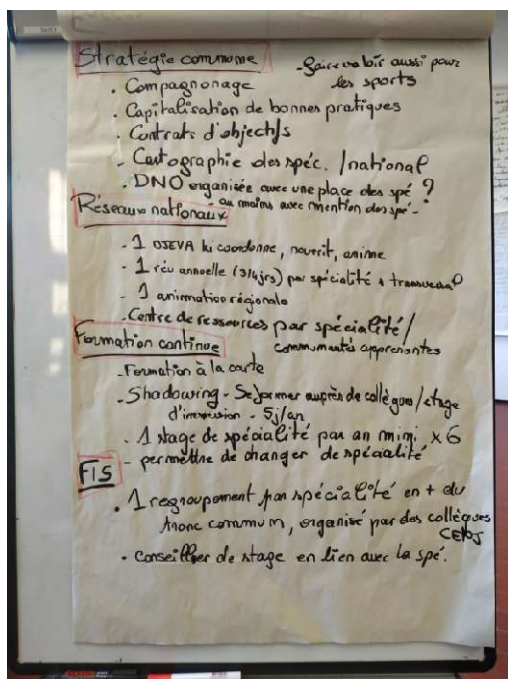 Stratégie commune
- Faire valoir aussi pour
les sports
. Compagnonage
. Capitalisation de bonnes pratiques
. Contrats d'objectifs
- Cartographie des spéc. / national
. DNO organisée avec une place des spé ?
au moins avec mention des spé -
Réseaux nationaux
- 1 DJEVA qui coordonne, nourrit, anime
- 1 réu annuelle (3/4 jrs) par spécialité + transversal
- 1 animation régionale
. Centre de ressources par spécialité /
communautés apprenantes
Formation continue
- Formation à la carte
- Shadowing - Se former auprès de collègues / stage
d'immersion - 5j/an
- 1 stage de spécialité par an mini x 6
- permettre de changer de spécialité
FIS
. 1 regroupement par spécialité en + du
tronc commun, organisé par des collègues
CEPJ
. Conseiller de stage en lien avec la spé.